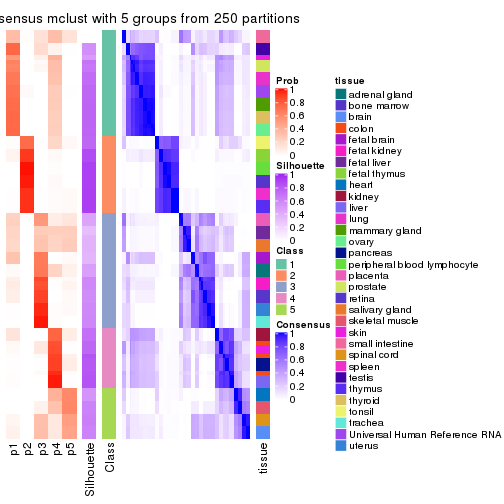 sensus mclust with 5 groups from 250 partitions
p1
p2
p3
p4
p5
Silhouette
Class
tissue
Prob
1
0.8
0.6
0.4
0.2
0
Silhouette
1
0.8
0.6
0.4
0.2
0
Class
1
2
3
4
5
Consensus
1
0.8
0.6
0.4
0.2
0
tissue
adrenal gland
bone marrow
brain
colon
fetal brain
fetal kidney
fetal liver
fetal thymus
heart
kidney
liver
lung
mammary gland
ovary
pancreas
peripheral blood lymphocyte
placenta
prostate
retina
salivary gland
skeletal muscle
skin
small intestine
spinal cord
spleen
testis
thymus
thyroid
tonsil
trachea
Universal Human Reference RNA
uterus